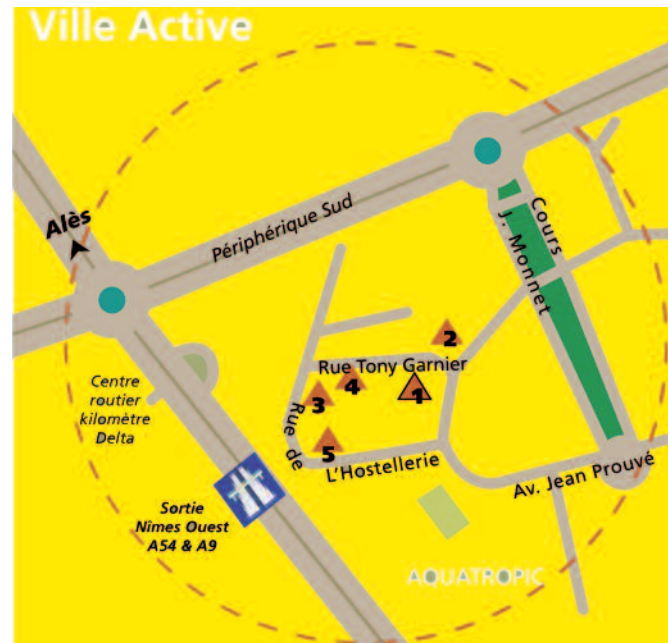 Ville Active
Alès
Périphérique Sud
Cours
J. Monnet
2
Rue Tony Garnier
1
4
3
5
Rue de
L'Hostellerie
Centre
routier
kilomètre
Delta
Av. Jean Prouvé
Sortie
Nîmes Ouest
A54 & A9
AQUATROPIC